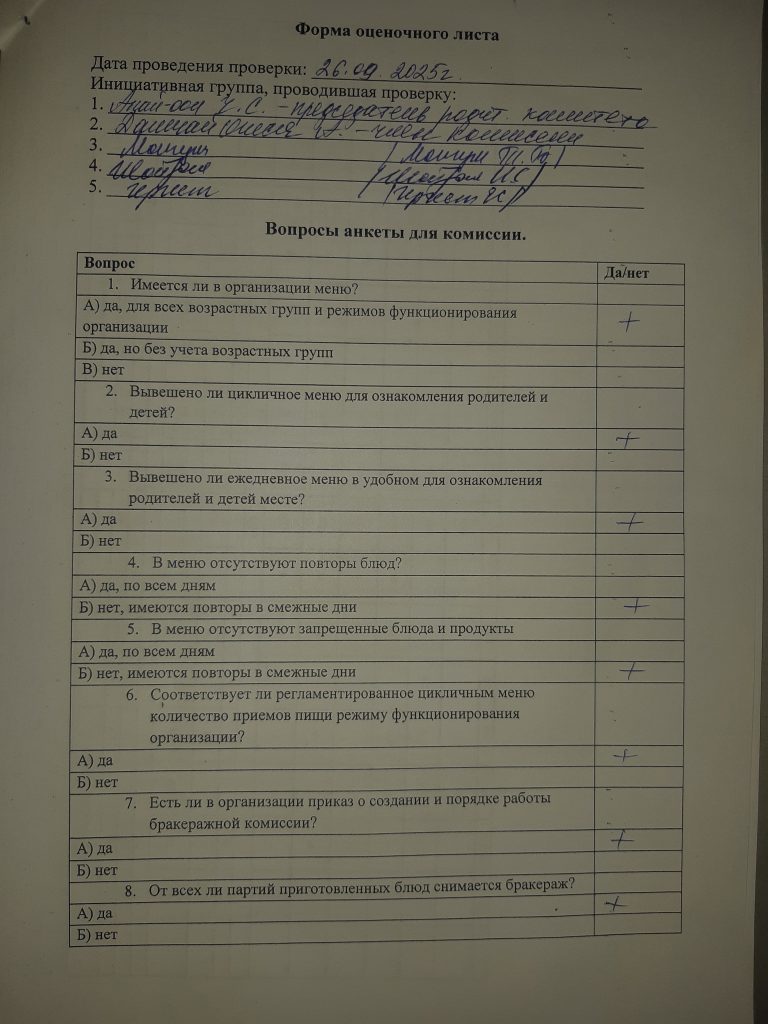 Форма оценочного листа
Дата проведения проверки: 26.09.2025г.
Инициативная группа, проводившая проверку:
1. Ч.С. - председатель родит. комитета
2. - член комиссии
3.
4.
5.
Вопросы анкеты для комиссии.
Вопрос Да/нет
1. Имеется ли в организации меню?
А) да, для всех возрастных групп и режимов функционирования +
организации
Б) да, но без учета возрастных групп
В) нет
2. Вывешено ли цикличное меню для ознакомления родителей и
детей?
А) да +
Б) нет
3. Вывешено ли ежедневное меню в удобном для ознакомления
родителей и детей месте?
А) да +
Б) нет
4. В меню отсутствуют повторы блюд?
А) да, по всем дням
Б) нет, имеются повторы в смежные дни +
5. В меню отсутствуют запрещенные блюда и продукты
А) да, по всем дням
Б) нет, имеются повторы в смежные дни +
6. Соответствует ли регламентированное цикличным меню
количество приемов пищи режиму функционирования
организации?
А) да +
Б) нет
7. Есть ли в организации приказ о создании и порядке работы
бракеражной комиссии?
А) да +
Б) нет
8. От всех ли партий приготовленных блюд снимается бракераж?
А) да +
Б) нет